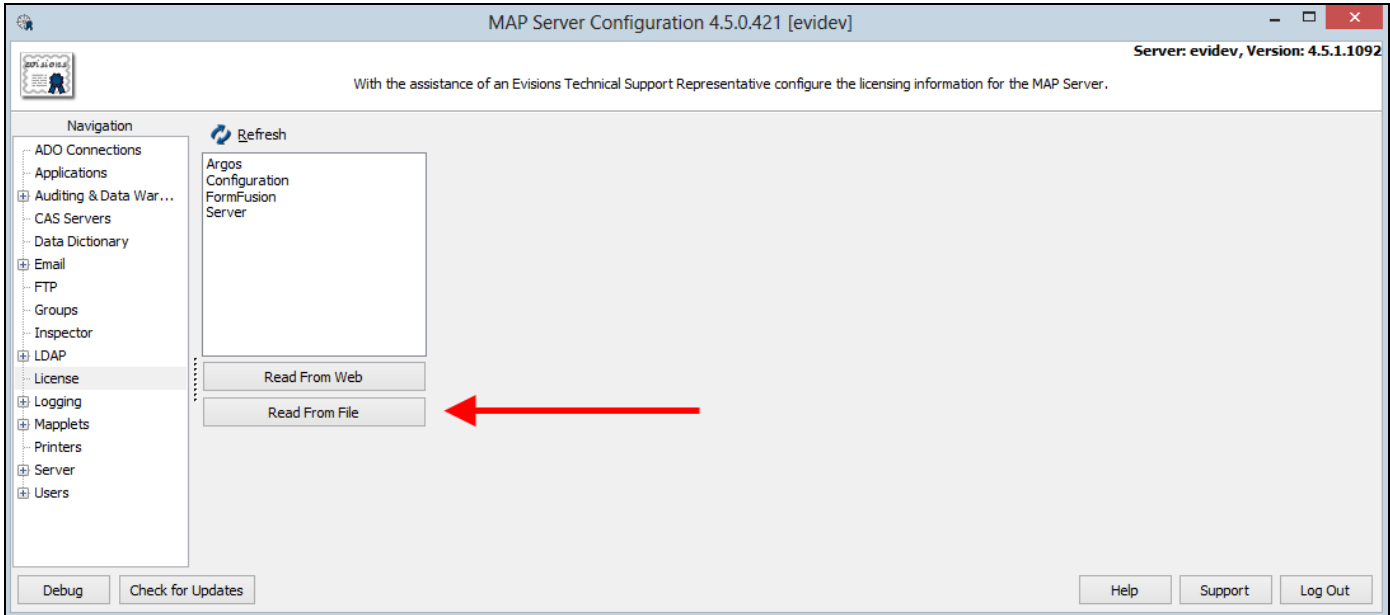 MAP Server Configuration 4.5.0.421 [evidev]
Server: evidev, Version: 4.5.1.1092
evisions
With the assistance of an Evisions Technical Support Representative configure the licensing information for the MAP Server.
Navigation
ADO Connections
Applications
Auditing & Data War...
CAS Servers
Data Dictionary
Email
FTP
Groups
Inspector
LDAP
License
Logging
Mapplets
Printers
Server
Users
Refresh
Argos
Configuration
FormFusion
Server
Read From Web
Read From File
Debug
Check for Updates
Help
Support
Log Out